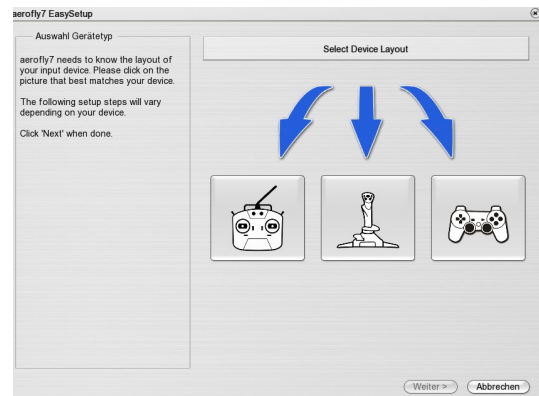 aerofly7 EasySetup
Auswahl Gerätetyp
aerofly7 needs to know the layout of
your input device. Please click on the
picture that best matches your device.
The following setup steps will vary
depending on your device.
Click 'Next' when done.
Select Device Layout
Weiter >
Abbrechen